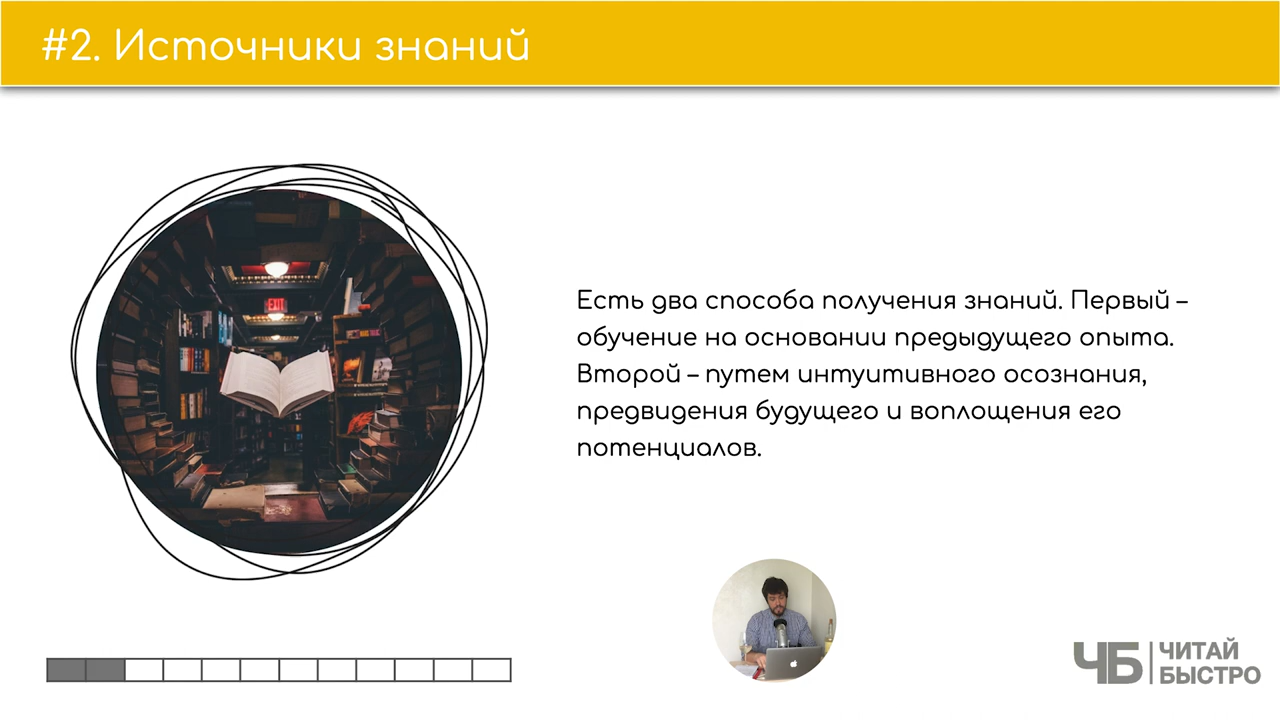 #2. Источники знаний
EXIT
Есть два способа получения знаний. Первый –
обучение на основании предыдущего опыта.
Второй – путем интуитивного осознания,
предвидения будущего и воплощения его
потенциалов.
ЧБ
ЧИТАЙ
БЫСТРО